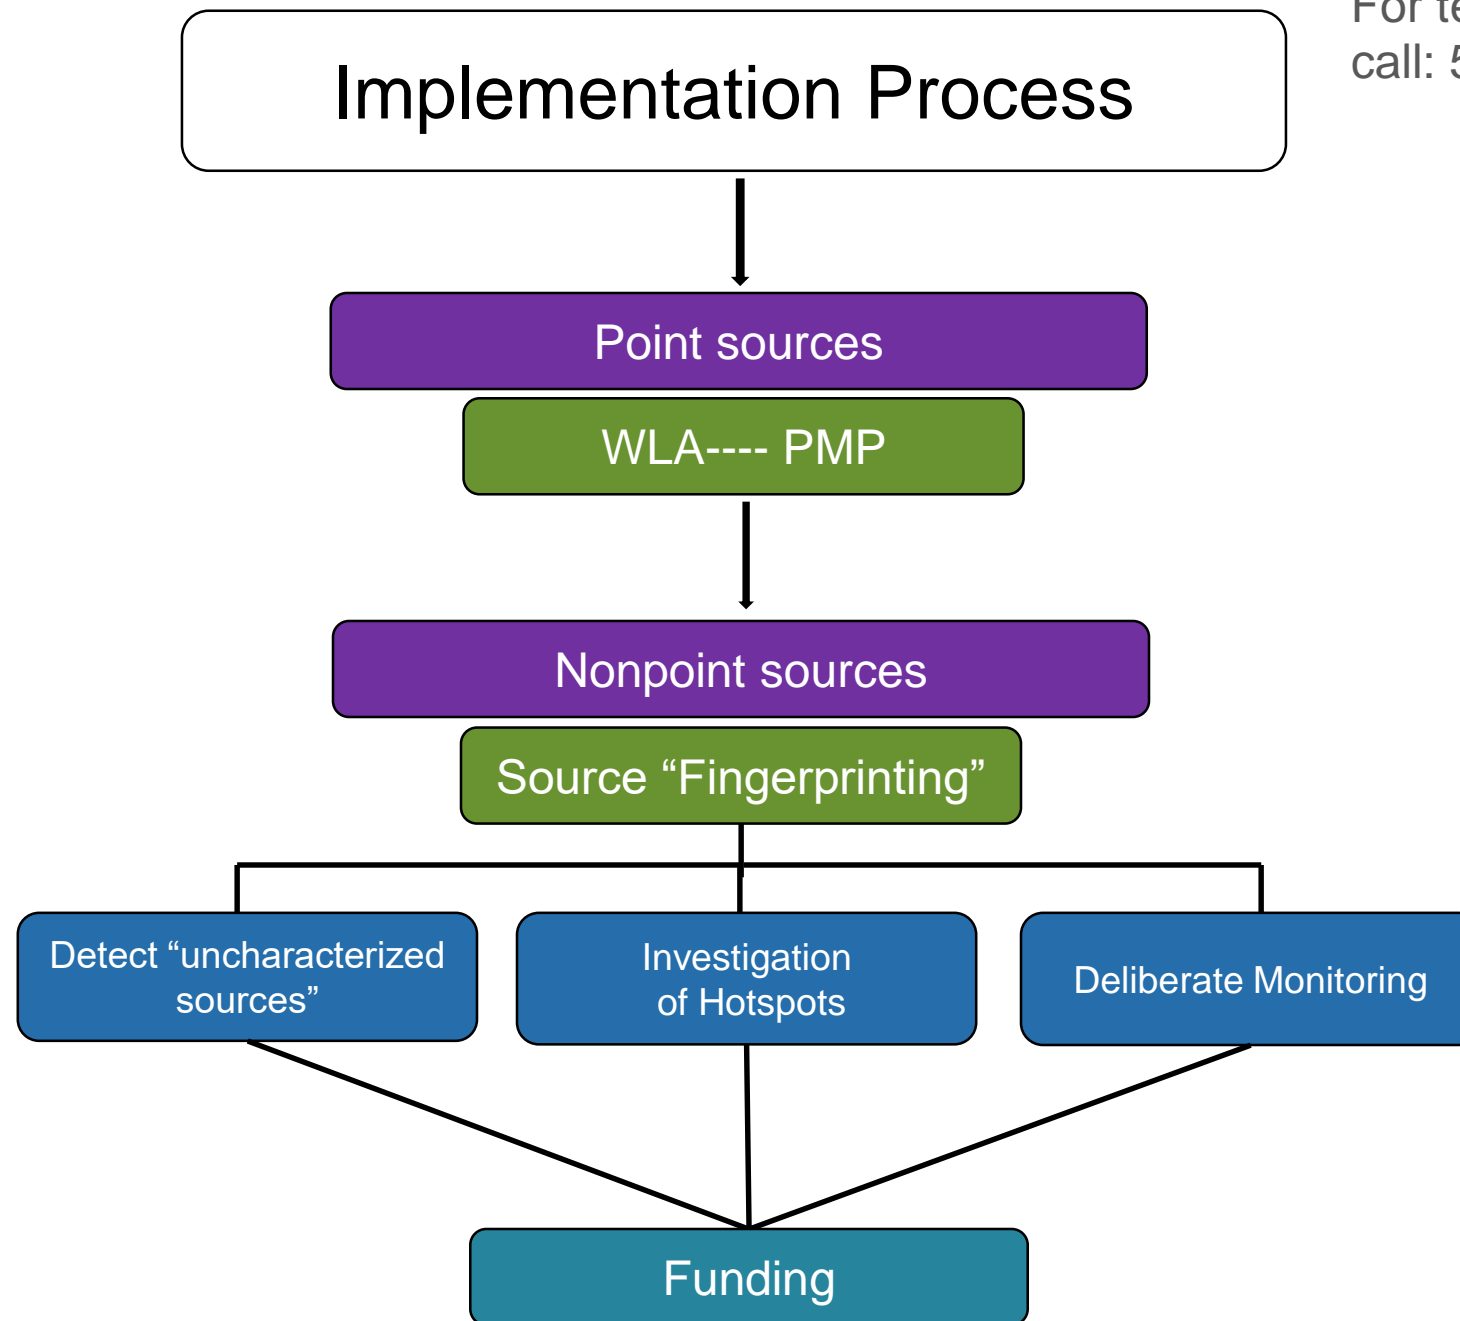 Implementation Process
For
call:
Point sources
WLA---- PMP
Nonpoint sources
Source “Fingerprinting”
Detect “uncharacterized
sources”
Investigation
of Hotspots
Deliberate Monitoring
Funding